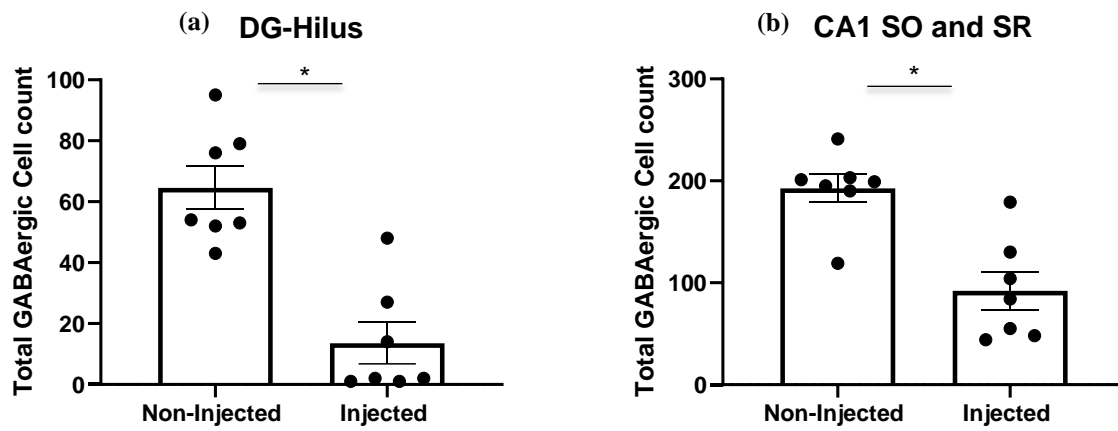 (a) DG-Hilus
*
Total GABAergic Cell count
100
80
60
40
20
0
Non-Injected Injected
(b) CA1 SO and SR
*
Total GABAergic Cell count
300
200
100
0
Non-Injected Injected